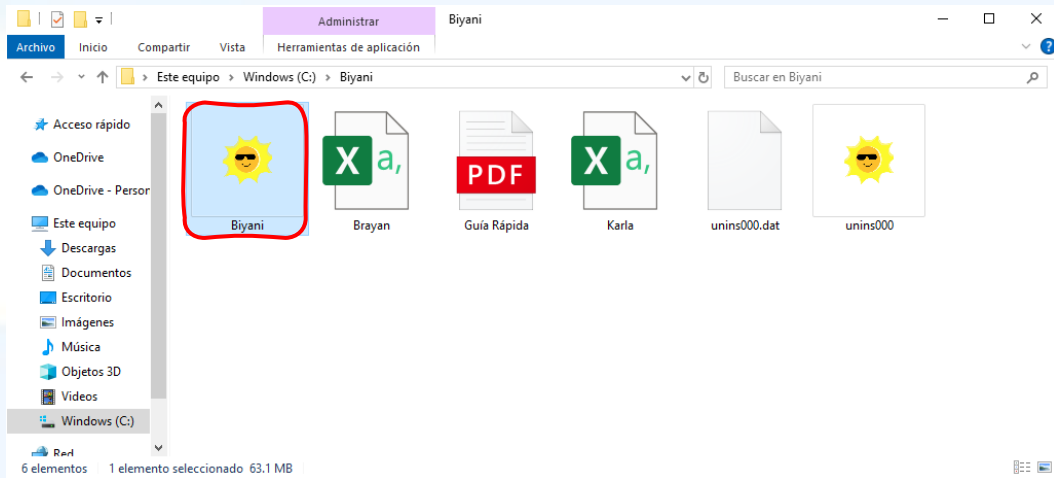 Administrar
Biyani
Archivo
Inicio
Compartir
Vista
Herramientas de aplicación
?
Este equipo > Windows (C:) > Biyani
Buscar en Biyani
Acceso rápido
OneDrive
OneDrive - Person
Este equipo
Descargas
Documentos
Escritorio
Imágenes
Música
Objetos 3D
Videos
Windows (C:)
Red
X a,
PDF
X a,
Biyani
Brayan
Guía Rápida
Karla
unins000.dat
unins000
6 elementos
1 elemento seleccionado 63.1 MB